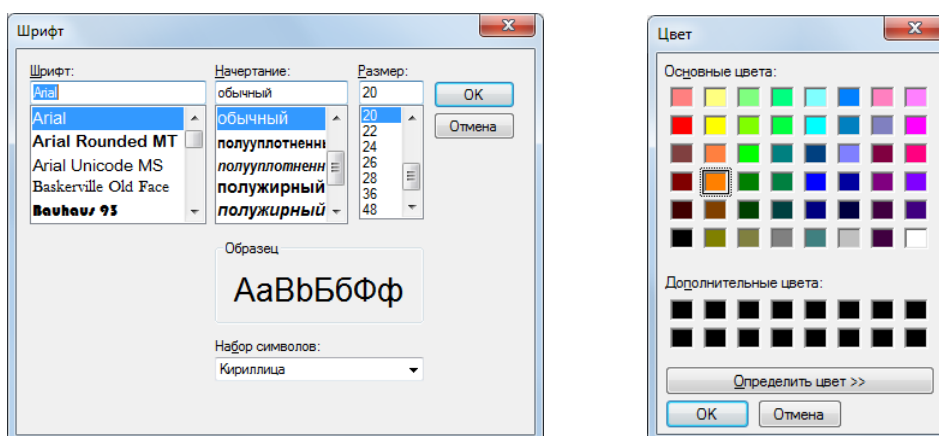 Шрифт
Шрифт:
Начертание:
Размер:
Arial
обычный
20
OK
Отмена
Arial
Arial Rounded MT
Arial Unicode MS
Baskerville Old Face
Bauhaus 93
обычный
полууплотненны
полууплотненн
полужирный
полужирный
20
22
24
26
28
36
48
Образец
АаBbБбФф
Набор символов:
Кириллица
Цвет
Основные цвета:
Дополнительные цвета:
Определить цвет >>
OK
Отмена